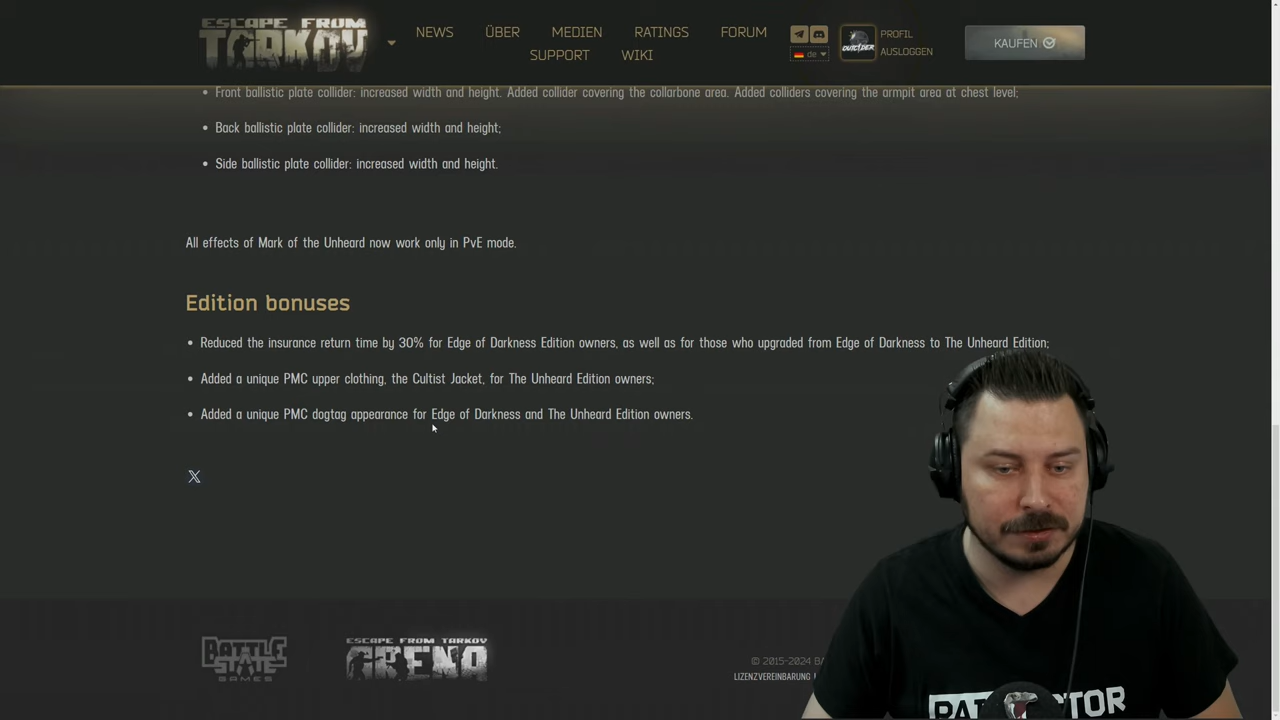 ESCAPE FROM
TARKOV
NEWS
ÜBER
MEDIEN
RATINGS
FORUM
SUPPORT
WIKI
de
PROFIL
AUSLOGGEN
KAUFEN
Front ballistic plate collider: increased width and height. Added collider covering the collarbone area. Added colliders covering the armpit area at chest level;
Back ballistic plate collider: increased width and height;
Side ballistic plate collider: increased width and height.
All effects of Mark of the Unheard now work only in PvE mode.
Edition bonuses
Reduced the insurance return time by 30% for Edge of Darkness Edition owners, as well as for those who upgraded from Edge of Darkness to The Unheard Edition;
Added a unique PMC upper clothing, the Cultist Jacket, for The Unheard Edition owners;
Added a unique PMC dogtag appearance for Edge of Darkness and The Unheard Edition owners.
BATTLE
STATE
GAMES
ESCAPE FROM TARKOV
ARENA
© 2015-2024
LIZENZVEREINBARUNG